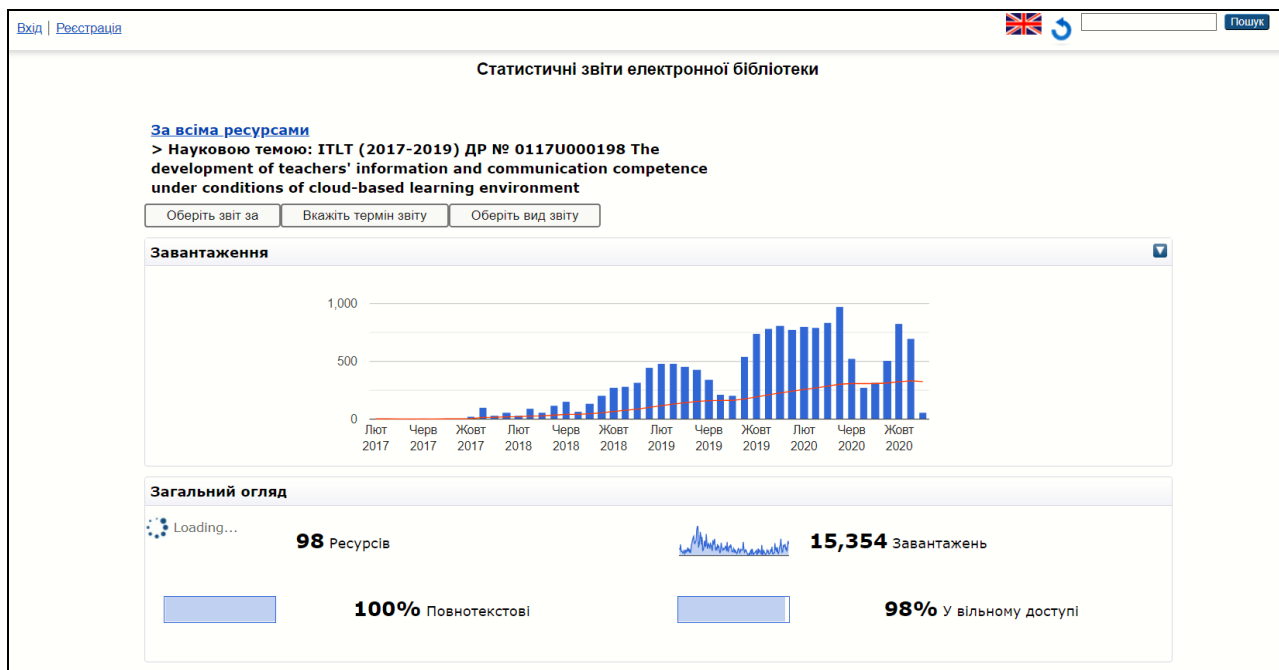 Вхід | Реєстрація
Пошук
Статистичні звіти електронної бібліотеки
За всіма ресурсами
> Науковою темою: ITLT (2017-2019) ДР № 0117U000198 The
development of teachers' information and communication competence
under conditions of cloud-based learning environment
Оберіть звіт за Вкажіть термін звіту Оберіть вид звіту
Завантаження
1,000
500
0
Лют Черв Жовт Лют Черв Жовт Лют Черв Жовт Лют Черв Жовт
2017 2017 2017 2018 2018 2018 2019 2019 2019 2020 2020 2020
Загальний огляд
Loading...
98 Ресурсів
15,354 Завантажень
100% Повнотекстові
98% У вільному доступі